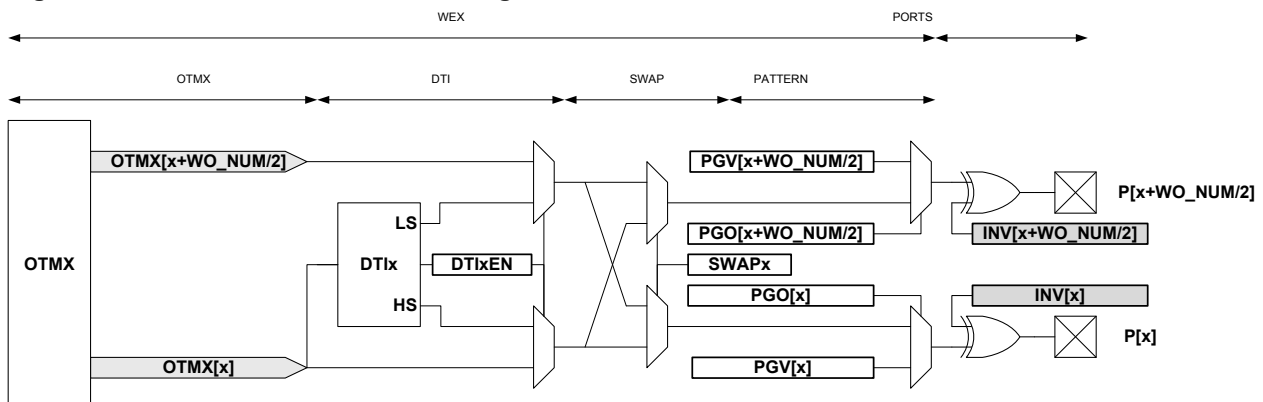 WEX PORTS
OTMX DTI SWAP PATTERN
OTMX[x+WO_NUM/2] PGV[x+WO_NUM/2]
P[x+WO_NUM/2]
LS
PGO[x+WO_NUM/2] INV[x+WO_NUM/2]
OTMX DTIx DTIxEN SWAPx
PGO[x] INV[x]
HS
P[x]
OTMX[x] PGV[x]